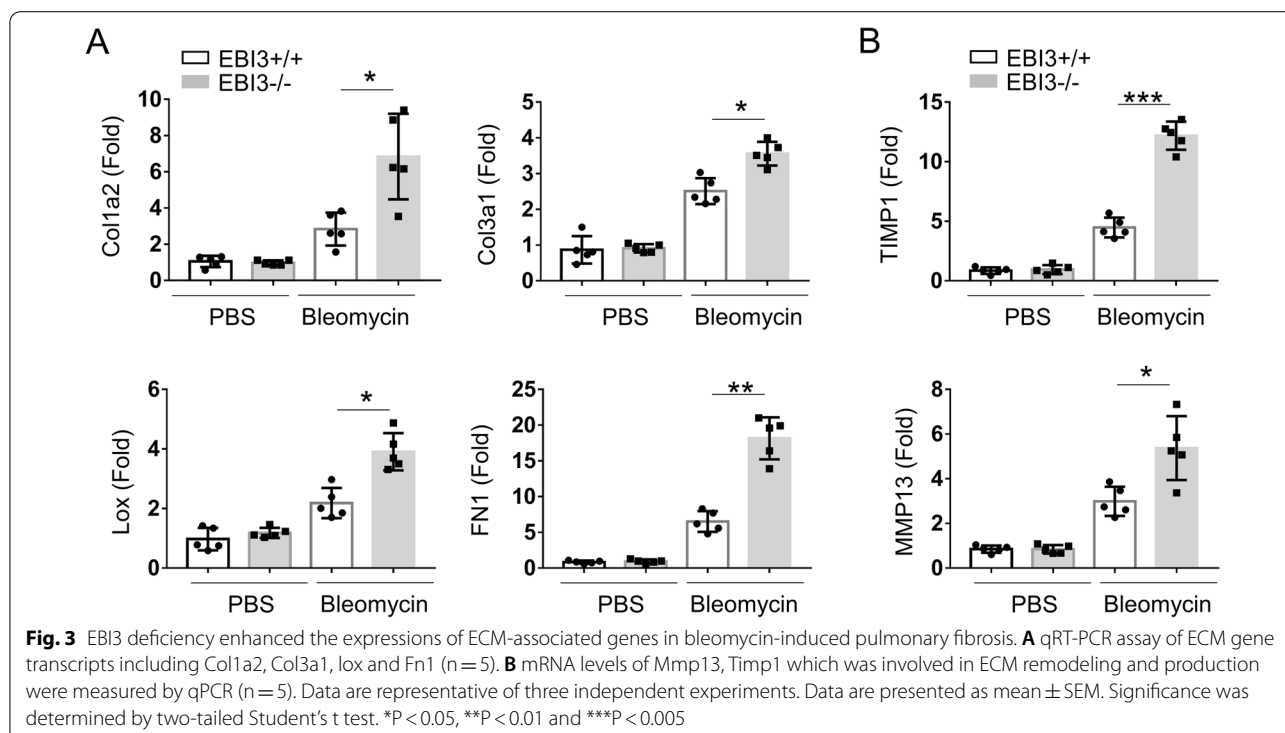 A
B
EBI3+/+
EBI3-/-
EBI3+/+
EBI3-/-
Col1a2 (Fold)
10
8
6
4
2
0
*
PBS
Bleomycin
Col3a1 (Fold)
5
4
3
2
1
0
*
PBS
Bleomycin
TIMP1 (Fold)
15
10
5
0
***
PBS
Bleomycin
Lox (Fold)
6
4
2
0
*
PBS
Bleomycin
FN1 (Fold)
25
20
15
10
5
0
**
PBS
Bleomycin
MMP13 (Fold)
8
6
4
2
0
*
PBS
Bleomycin
Fig. 3 EBI3 deficiency enhanced the expressions of ECM-associated genes in bleomycin-induced pulmonary fibrosis. A qRT-PCR assay of ECM gene
transcripts including Col1a2, Col3a1, lox and Fn1 (n = 5). B mRNA levels of Mmp13, Timp1 which was involved in ECM remodeling and production
were measured by qPCR (n = 5). Data are representative of three independent experiments. Data are presented as mean ± SEM. Significance was
determined by two-tailed Student's t test. *P < 0.05, **P < 0.01 and ***P < 0.005